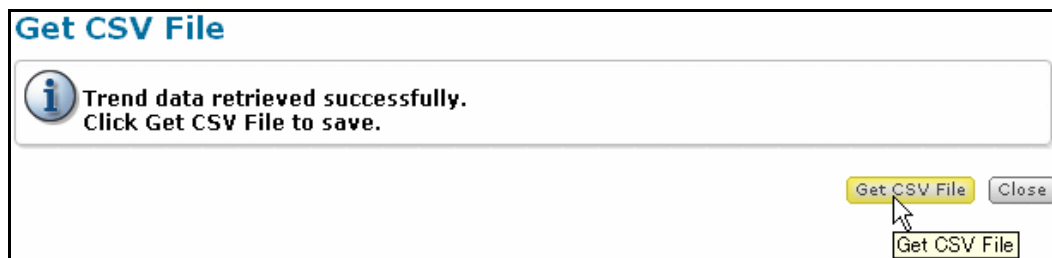 Get CSV File
Trend data retrieved successfully.
Click Get CSV File to save.
Get CSV File Close
Get CSV File